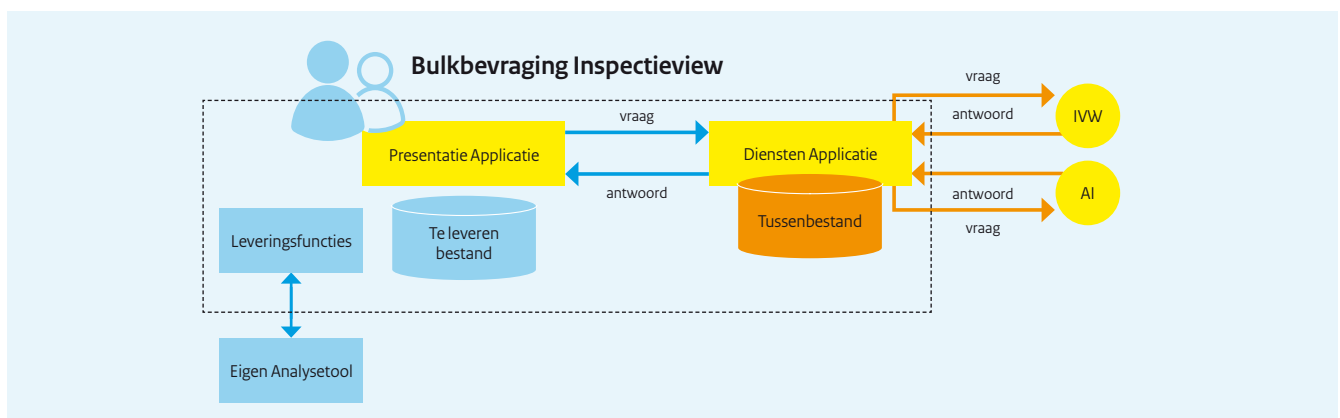 Bulkbevraging Inspectieview
vraag
antwoord
IVW
vraag
Presentatie Applicatie
Diensten Applicatie
antwoord
antwoord
AI
vraag
Leveringsfuncties
Te leveren
bestand
Tussenbestand
Eigen Analysetool